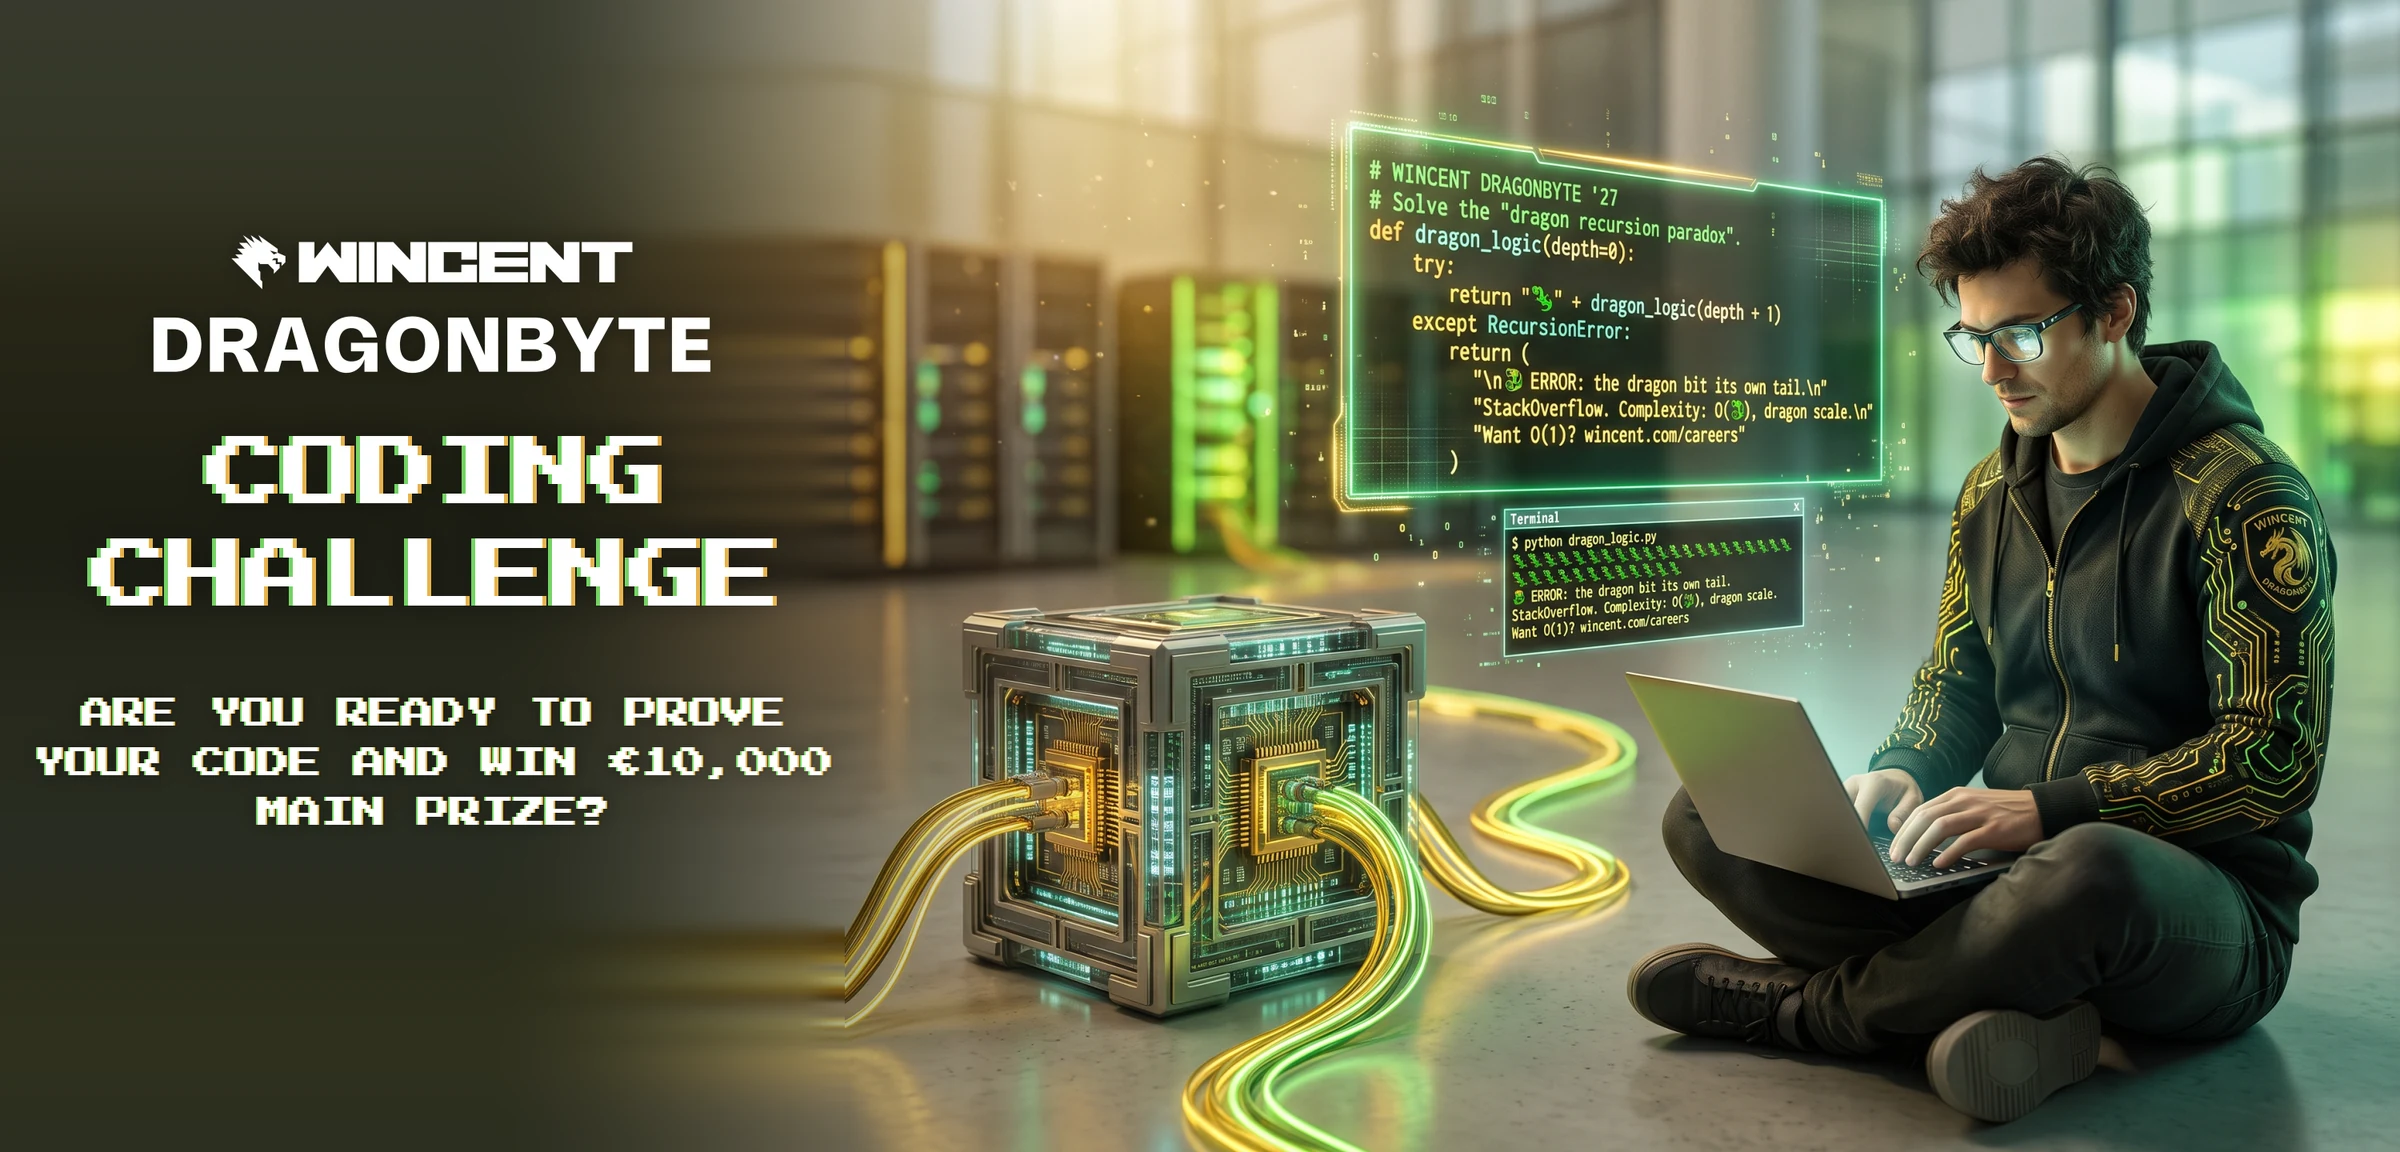 WINCENT
DRAGONBYTE
CODING
CHALLENGE
ARE YOU READY TO PROVE
YOUR CODE AND WIN €10,000
MAIN PRIZE?
# WINCENT DRAGONBYTE '27
# Solve the "dragon recursion paradox".
def dragon_logic(depth=0):
try:
return "🐉" + dragon_logic(depth + 1)
except RecursionError:
return (
"\n🐲 ERROR: the dragon bit its own tail.\n"
"StackOverflow. Complexity: O(🐉), dragon scale.\n"
"Want O(1)? wincent.com/careers"
)
Terminal X
$ python dragon_logic.py
🐲 ERROR: the dragon bit its own tail.
StackOverflow. Complexity: O(🐉), dragon scale.
Want O(1)? wincent.com/careers
WINCENT
DRAGONBYTE